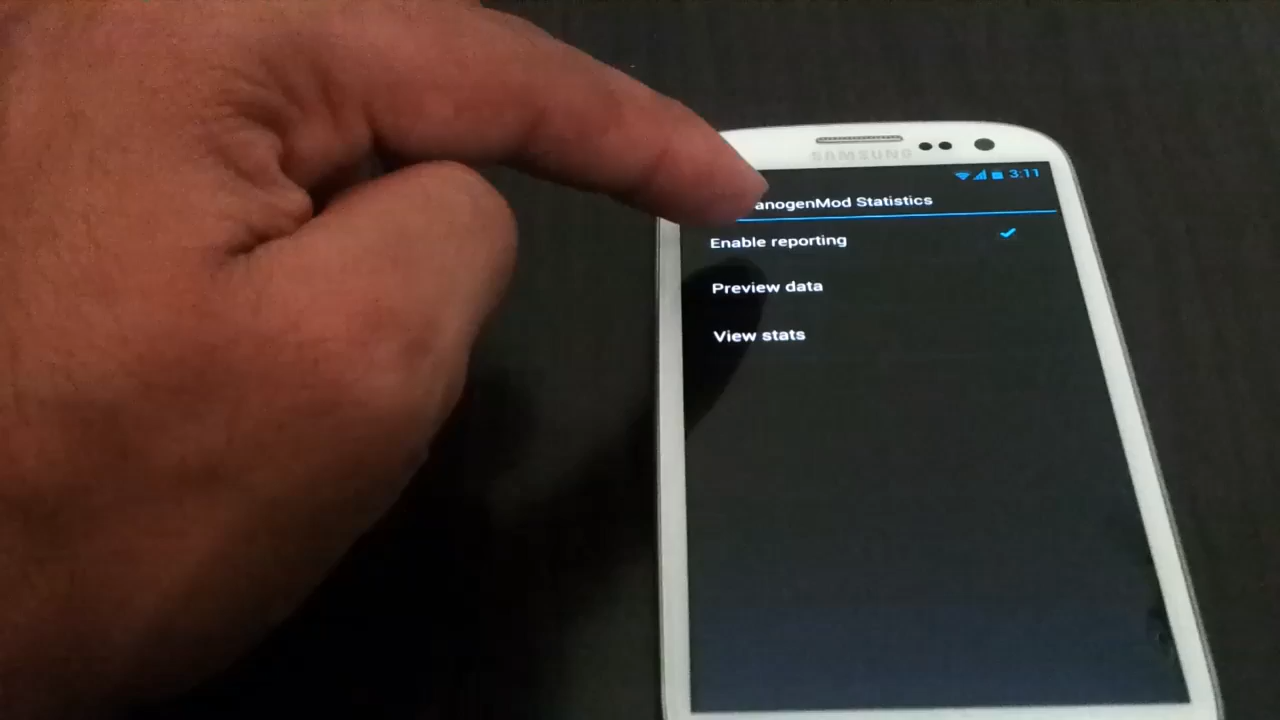 SAMSUNG
3:11
anogenMod Statistics
Enable reporting
Preview data
View stats